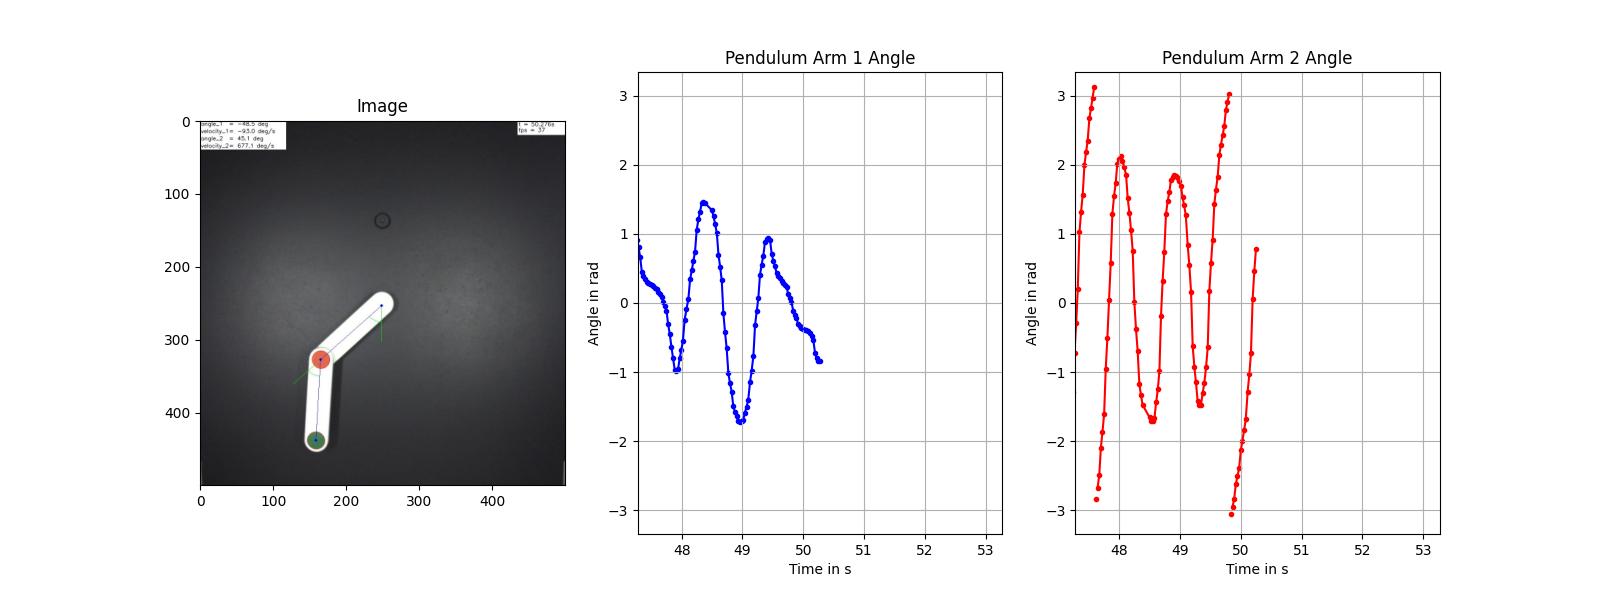 Image
angle_1 = -48.5 deg
velocity_1= -93.0 deg/s
angle_2 = 45.1 deg
velocity_2= 677.1 deg/s
t = 50.276s
fps = 37
0
100
200
300
400
0 100 200 300 400
Pendulum Arm 1 Angle
Angle in rad
3
2
1
0
−1
−2
−3
48 49 50 51 52 53
Time in s
Pendulum Arm 2 Angle
Angle in rad
3
2
1
0
−1
−2
−3
48 49 50 51 52 53
Time in s